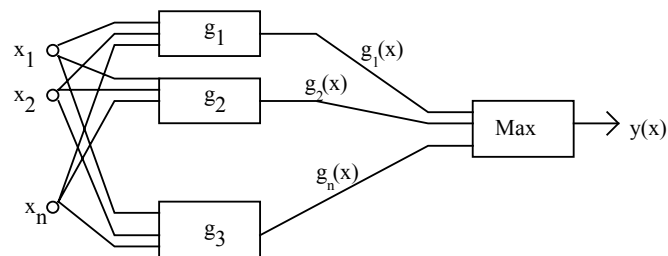 x₁
x₂
xₙ
g₁
g₂
g₃
g₁(x)
g₂(x)
gₙ(x)
Max
y(x)